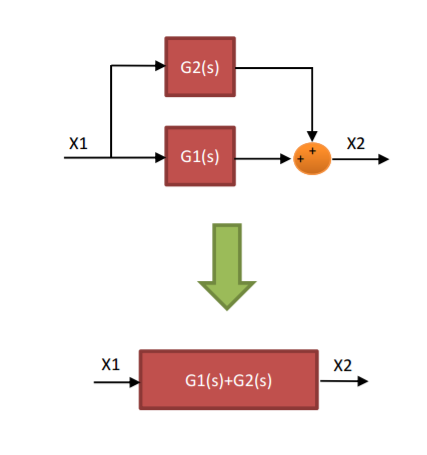 G2(s)
X1
G1(s)
+
+
X2
X1
G1(s)+G2(s)
X2